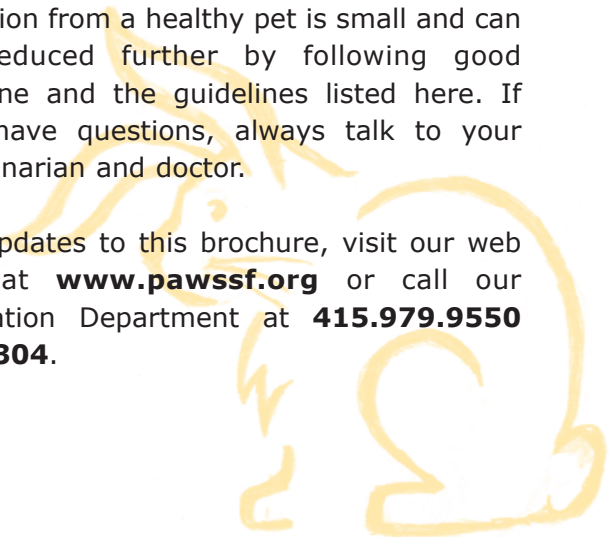 ion from a healthy pet is small and can
educed further by following good
ne and the guidelines listed here. If
have questions, always talk to your
narian and doctor.
pdates to this brochure, visit our web
at www.pawssf.org or call our
ation Department at 415.979.9550
304.